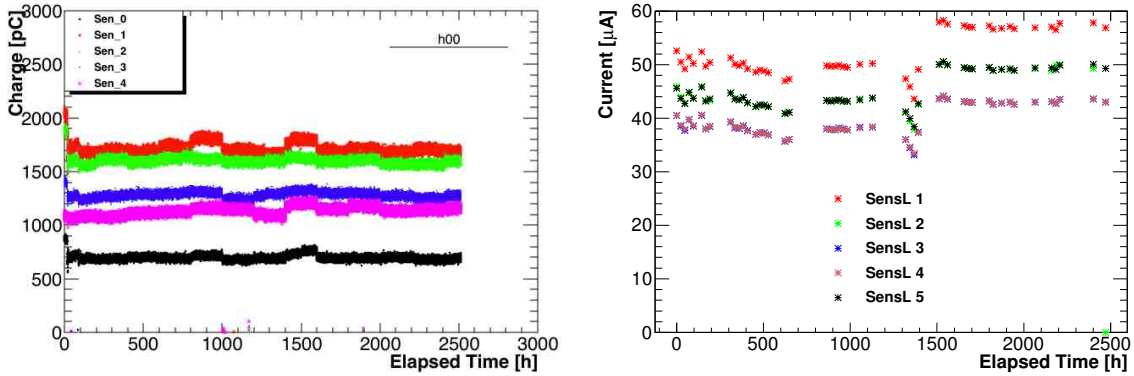 Charge [pC]
3000
2500
2000
1500
1000
500
0
Sen_0
Sen_1
Sen_2
Sen_3
Sen_4
h00
0 500 1000 1500 2000 2500 3000
Elapsed Time [h]
Current [μA]
60
50
40
30
20
10
0
SensL 1
SensL 2
SensL 3
SensL 4
SensL 5
0 500 1000 1500 2000 2500
Elapsed Time [h]